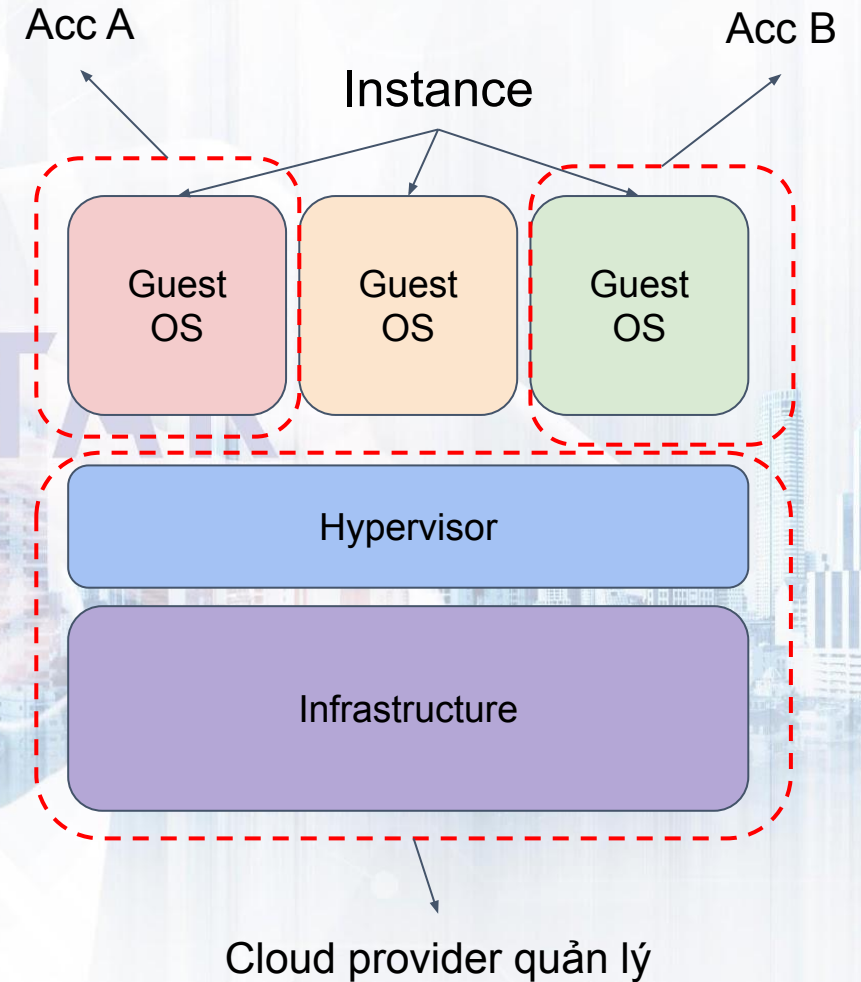 Acc A
Acc B
Instance
Guest
OS
Guest
OS
Guest
OS
Hypervisor
Infrastructure
Cloud provider quản lý